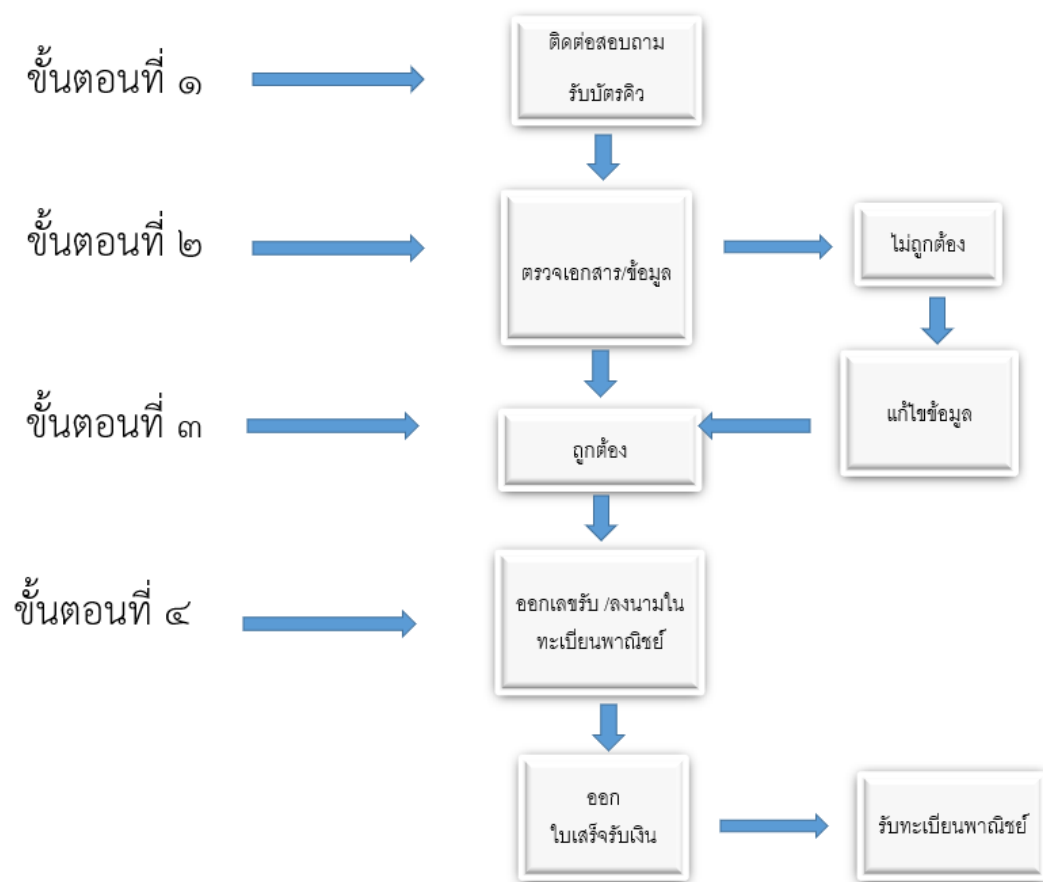 ขั้นตอนที่ ๑
ติดต่อสอบถาม
รับบัตรคิว
ขั้นตอนที่ ๒
ตรวจเอกสาร/ข้อมูล
ไม่ถูกต้อง
แก้ไขข้อมูล
ขั้นตอนที่ ๓
ถูกต้อง
ขั้นตอนที่ ๔
ออกเลขรับ /ลงนามใน
ทะเบียนพาณิชย์
ออก
ใบเสร็จรับเงิน
รับทะเบียนพาณิชย์